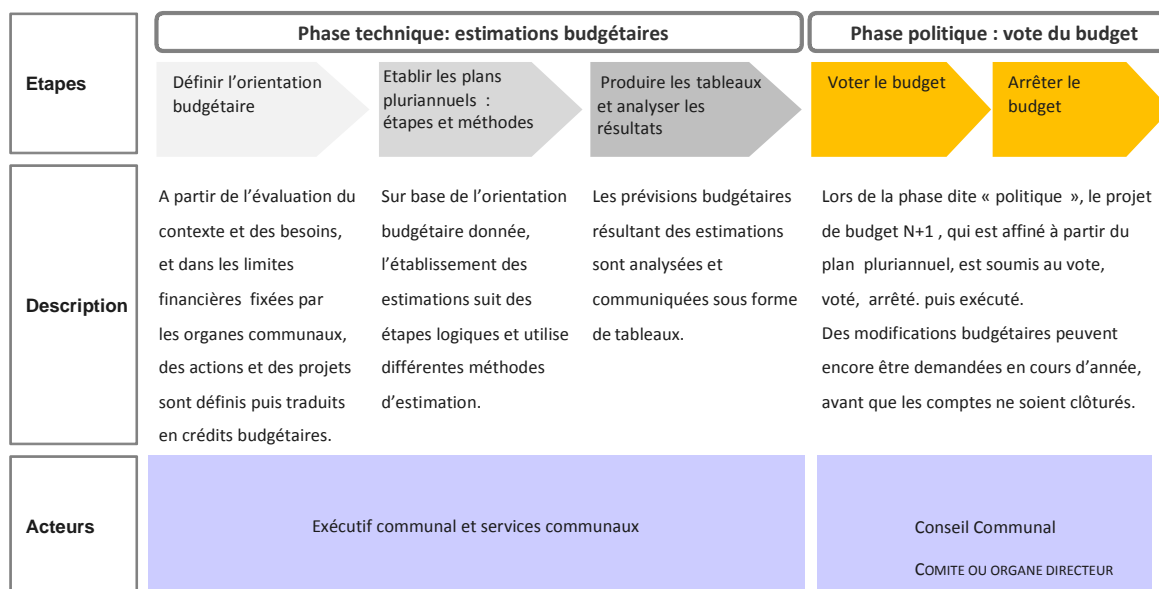 Phase technique: estimations budgétaires
Phase politique : vote du budget
Etapes
Définir l’orientation
budgétaire
Etablir les plans
pluriannuels :
étapes et méthodes
Produire les tableaux
et analyser les
résultats
Voter le budget
Arrêter le
budget
Description
A partir de l’évaluation du
contexte et des besoins,
et dans les limites
financières fixées par
les organes communaux,
des actions et des projets
sont définis puis traduits
en crédits budgétaires.
Sur base de l’orientation
budgétaire donnée,
l’établissement des
estimations suit des
étapes logiques et utilise
différentes méthodes
d’estimation.
Les prévisions budgétaires
résultant des estimations
sont analysées et
communiquées sous forme
de tableaux.
Lors de la phase dite « politique », le projet
de budget N+1 , qui est affiné à partir du
plan pluriannuel, est soumis au vote,
voté, arrêté. puis exécuté.
Des modifications budgétaires peuvent
encore être demandées en cours d’année,
avant que les comptes ne soient clôturés.
Acteurs
Exécutif communal et services communaux
Conseil Communal
COMITE OU ORGANE DIRECTEUR